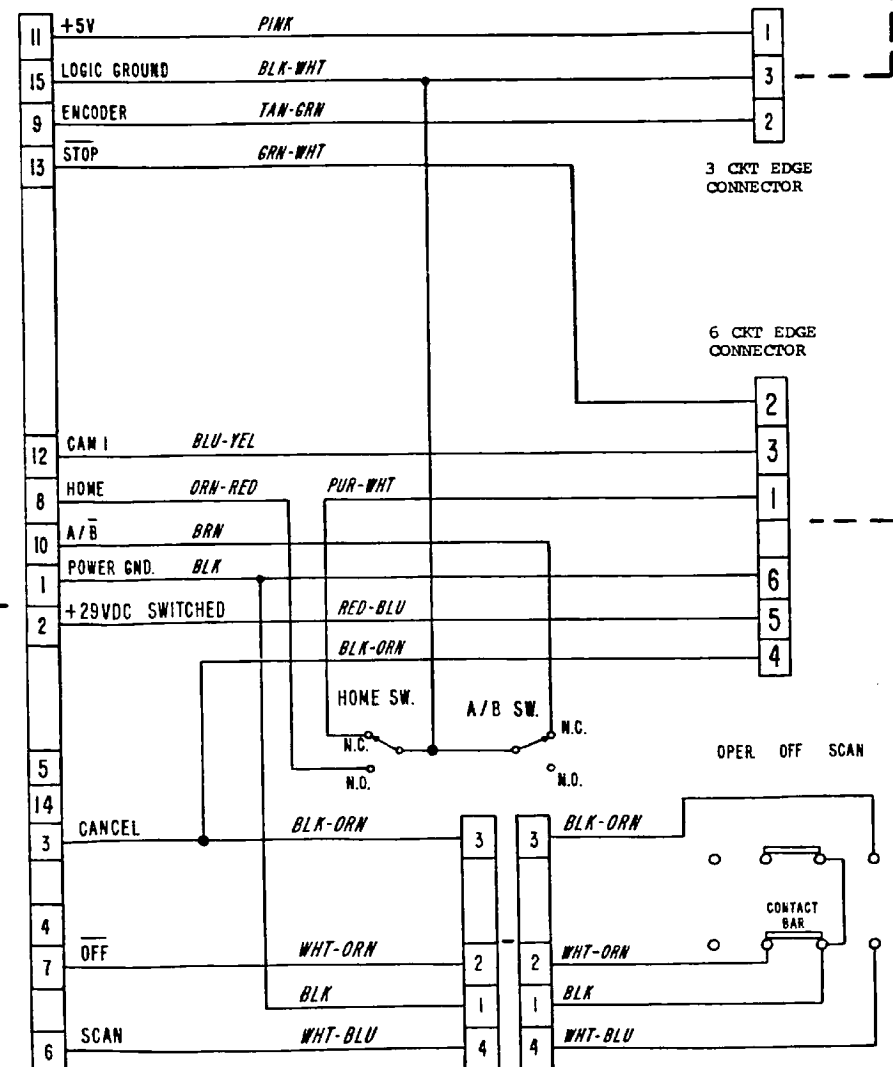 11 +5V PINK 1
15 LOGIC GROUND BLK-WHT 3
9 ENCODER TAN-GRN 2
13 STOP GRN-WHT
3 CKT EDGE
CONNECTOR
6 CKT EDGE
CONNECTOR
2
12 CAM 1 BLU-YEL 3
8 HOME ORN-RED PUR-WHT 1
10 A/B̅ BRN
1 POWER GND. BLK 6
2 +29VDC SWITCHED RED-BLU 5
BLK-ORN 4
HOME SW. A/B SW.
N.C. N.C.
N.O. N.O.
OPER. OFF SCAN
5
14
3 CANCEL BLK-ORN 3 3 BLK-ORN
CONTACT
BAR
4
7 OFF WHT-ORN 2 2 WHT-ORN
BLK 1 1 BLK
6 SCAN WHT-BLU 4 4 WHT-BLU